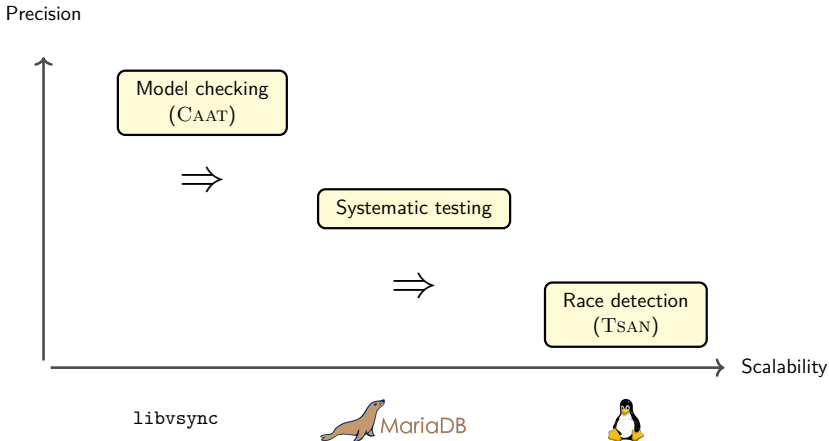 Precision
Model checking
(CAAT)
⇒
Systematic testing
⇒
Race detection
(TSAN)
Scalability
libvsync
MariaDB